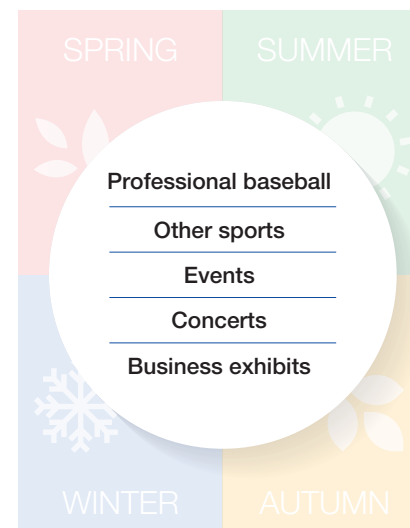 SPRING
SUMMER
Professional baseball
Other sports
Events
Concerts
Business exhibits
WINTER
AUTUMN